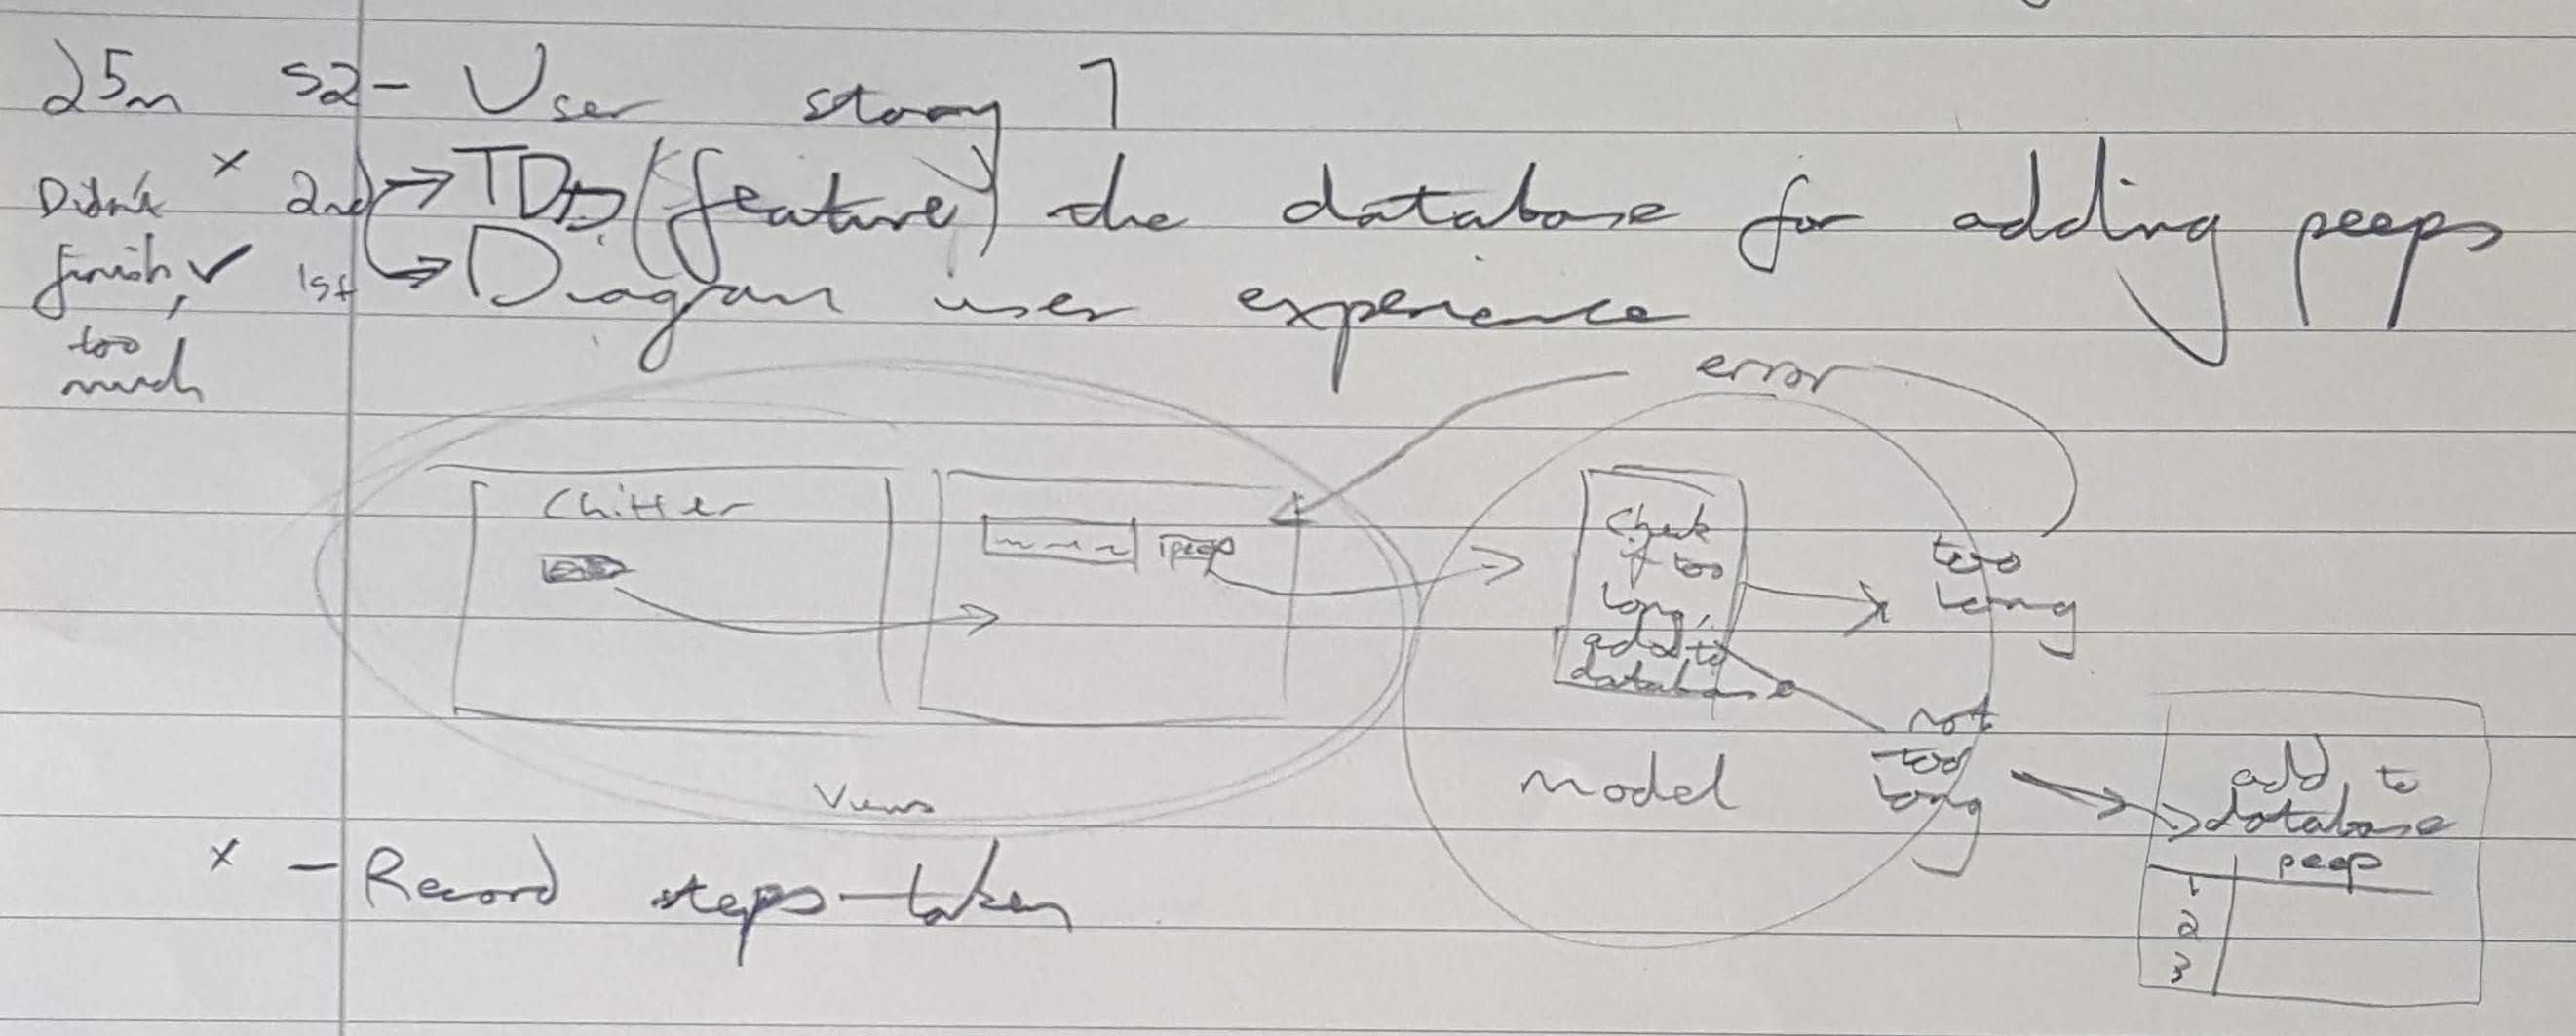 25m S2 - User story 1
x 2nd → TDD (feature) the database for adding peeps
Didn't finish, too much
✓ 1st → Diagram user experience
error
Chitter
peep
Check
if too
long,
add to
database
too
long
not
too
long
Views
model
add to
database
peep
1
2
3
x - Record steps taken